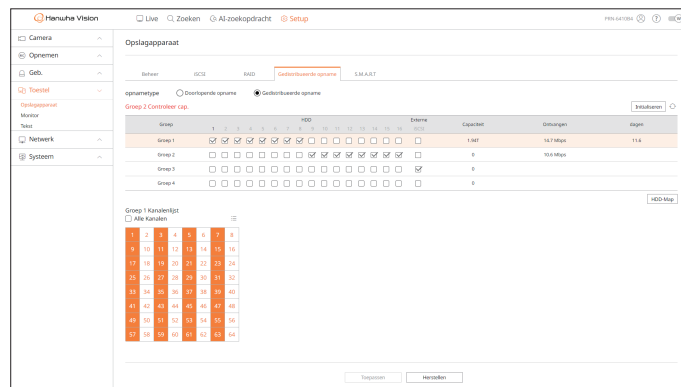 Hanwha Vision
Live
Zoeken
AI-zoekopdracht
Setup
Camera
Opnemen
Geb.
Toestel
Opslagapparaat
Monitor
Tekst
Netwerk
Systeem
Opslagapparaat
Beheer iSCSI RAID Gedistribueerde opname S.M.A.R.T
opnametype Doorlopende opname Gedistribueerde opname
Groep 2 Controleer cap. Initialiseren
Groep HDD Externe Capaciteit Ontvangen dagen
1 2 3 4 5 6 7 8 9 10 11 12 13 14 15 16 iSCSI
Groep 1 1.947 14,7 Mbps 11.6
Groep 2 0 10,6 Mbps
Groep 3 0
Groep 4 0
HDD-Map
Groep 1 Kanalenlijst
Alle Kanalen
1 2 3 4 5 6 7 8
9 10 11 12 13 14 15 16
17 18 19 20 21 22 23 24
25 26 27 28 29 30 31 32
33 34 35 36 37 38 39 40
41 42 43 44 45 46 47 48
49 50 51 52 53 54 55 56
57 58 59 60 61 62 63 64
Toepassen Herstellen